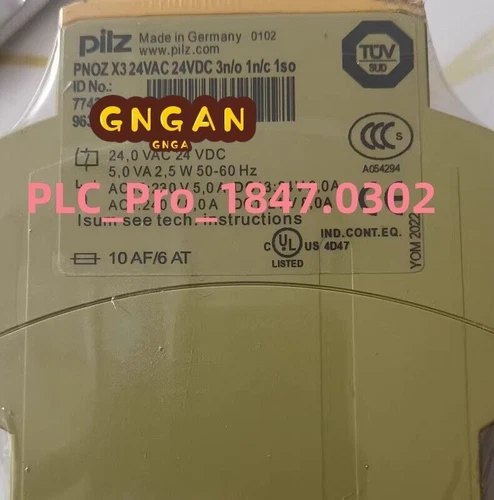 pilz Made in Germany 0102
www.pilz.com
PNOZ X3 24VAC 24VDC 3n/o 1n/c 1so
ID No.:
GNGAN
GNGA
TÜV
SUD
CCC S
A054294
24,0 VAC 24 VDC
5,0 VA 2,5 W 50-60 Hz
PLC_Pro_1847.0302
Isum see tech. instructions
IND.CONT.EQ.
C UL US 4D47
LISTED
10 AF/6 AT
YOM 2022